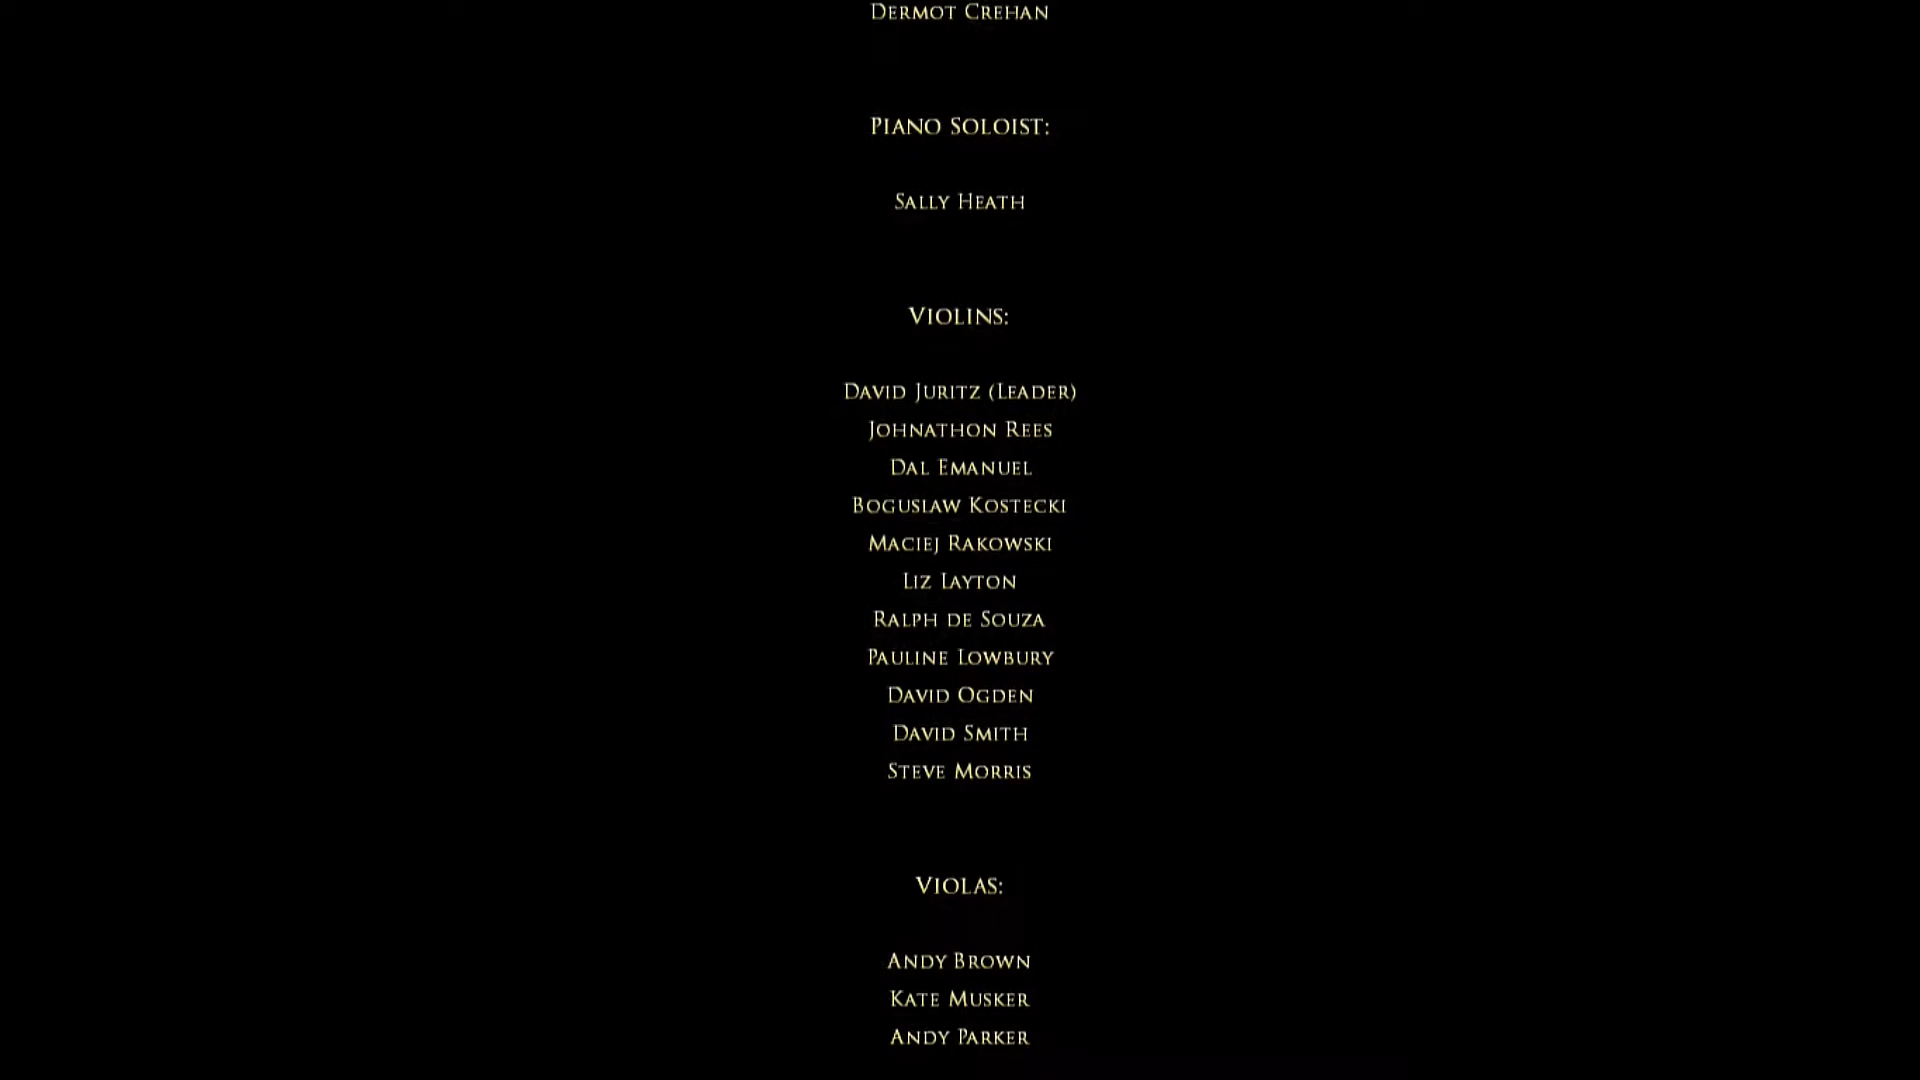 Dermot Crehan
Piano Soloist:
Sally Heath
Violins:
David Juritz (Leader)
Johnathon Rees
Dal Emanuel
Boguslaw Kostecki
Maciej Rakowski
Liz Layton
Ralph de Souza
Pauline Lowbury
David Ogden
David Smith
Steve Morris
Violas:
Andy Brown
Kate Musker
Andy Parker